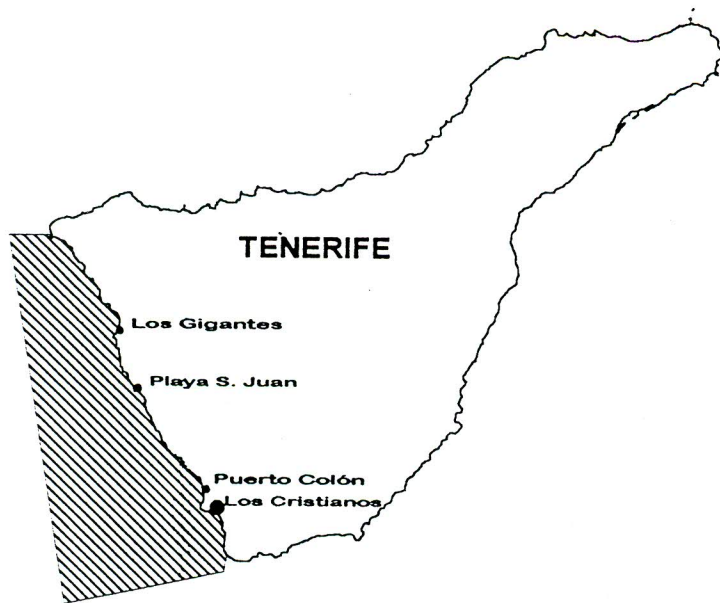 TENERIFE
Los Gigantes
Playa S. Juan
Puerto Colón
Los Cristianos